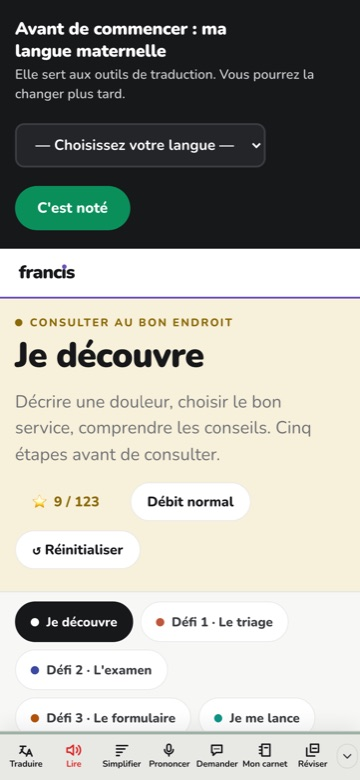 Avant de commencer : ma
langue maternelle
Elle sert aux outils de traduction. Vous pourrez la
changer plus tard.
— Choisissez votre langue —
C'est noté
francis
CONSULTER AU BON ENDROIT
Je découvre
Décrire une douleur, choisir le bon
service, comprendre les conseils. Cinq
étapes avant de consulter.
⭐ 9 / 123
Débit normal
↺ Réinitialiser
Je découvre
Défi 1 · Le triage
Défi 2 · L'examen
Défi 3 · Le formulaire
Je me lance
Traduire
Lire
Simplifier
Prononcer
Demander
Mon carnet
Réviser